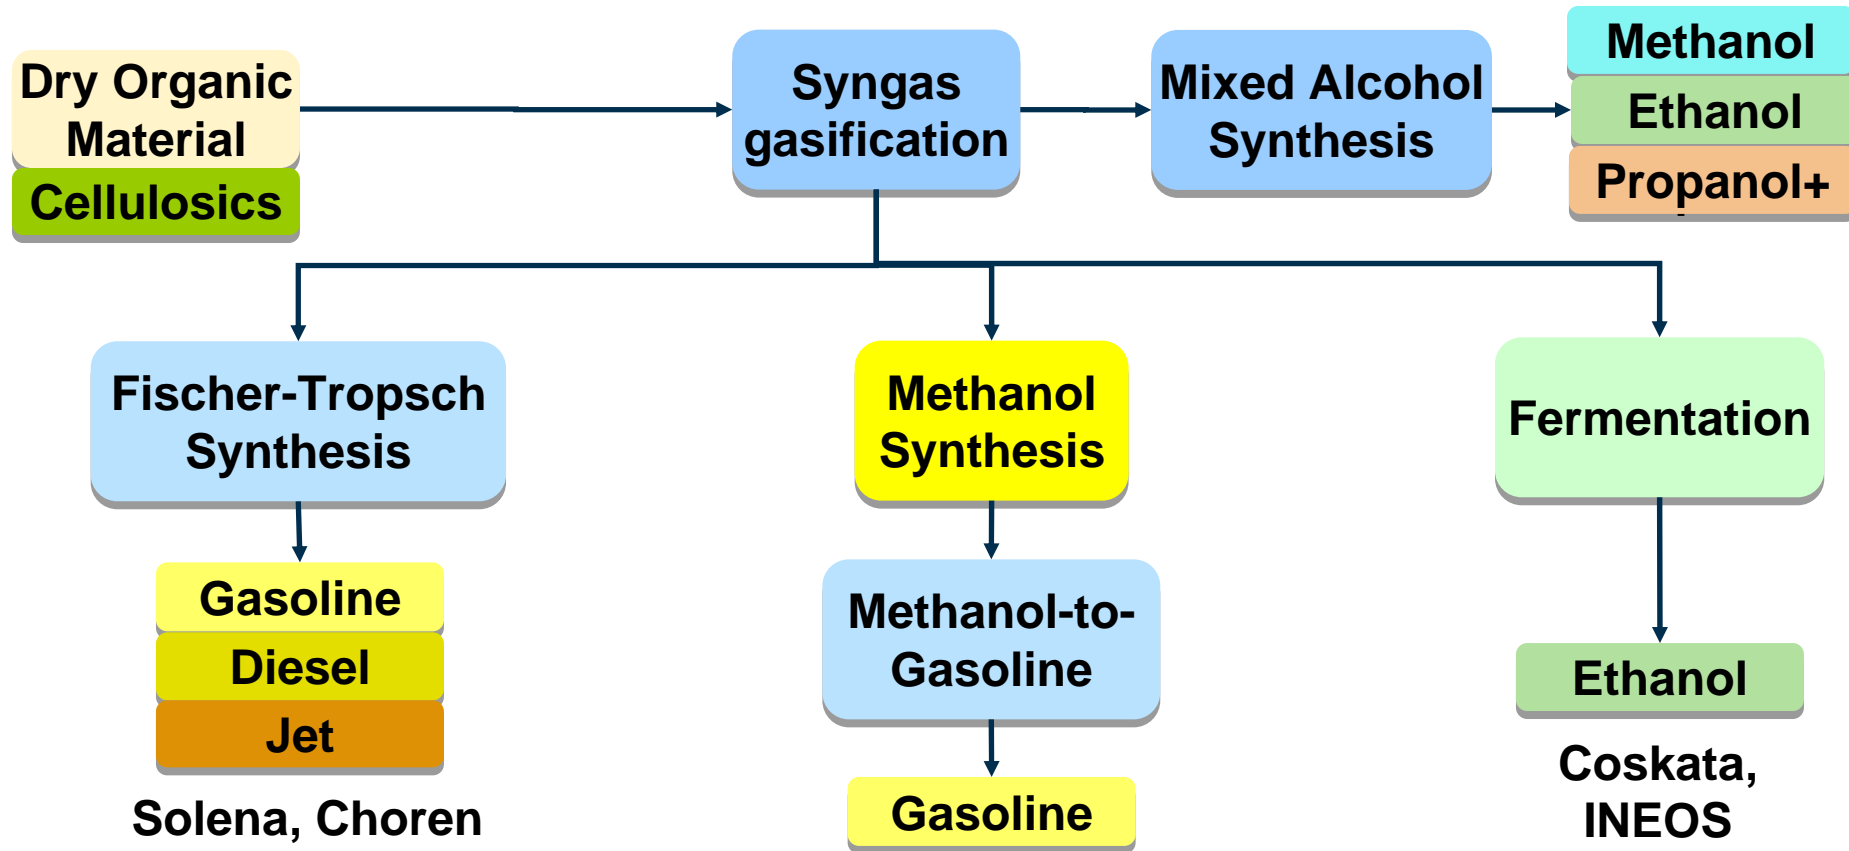 Dry Organic
Material
Cellulosics
Syngas
gasification
Mixed Alcohol
Synthesis
Methanol
Ethanol
Propanol+
Fischer-Tropsch
Synthesis
Methanol
Synthesis
Fermentation
Gasoline
Diesel
Jet
Solena, Choren
Methanol-to-
Gasoline
Gasoline
Ethanol
Coskata,
INEOS